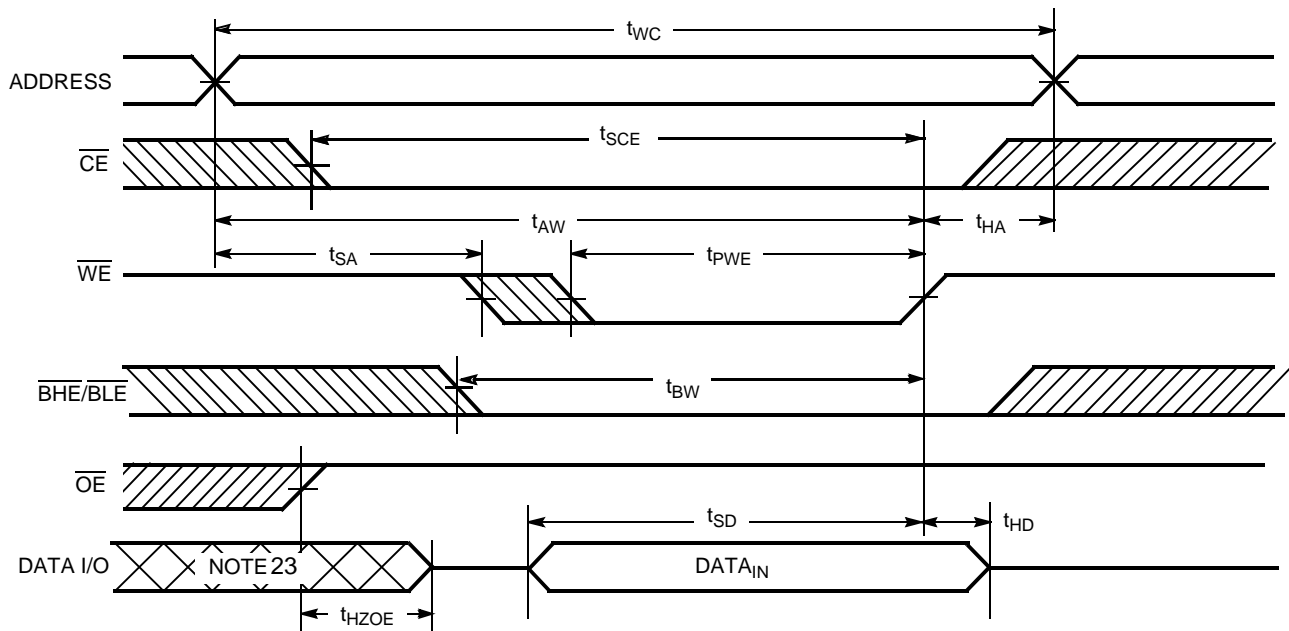 tWC
ADDRESS
tSCE
CE
tAW
tHA
tSA
tPWE
WE
tBW
BHE/BLE
OE
tSD
tHD
DATA I/O
NOTE 23
DATAIN
tHZOE